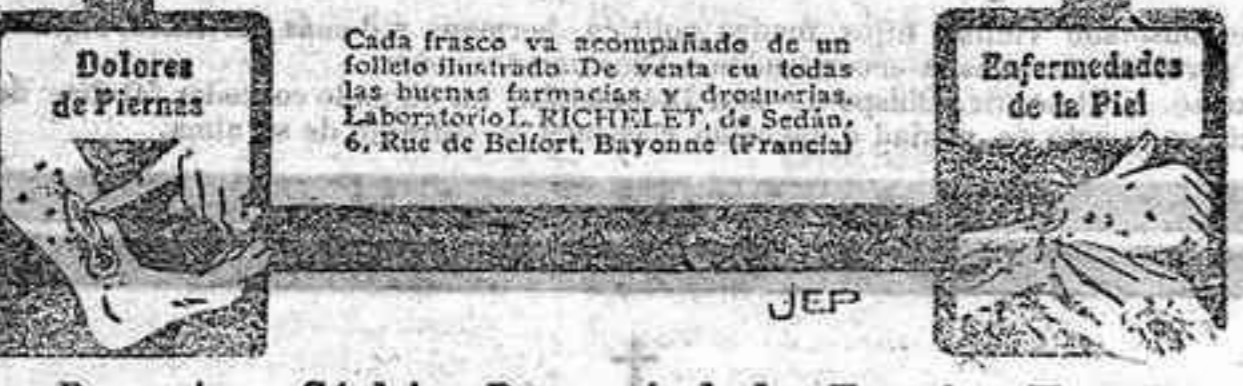 Dolores
de Piernas
Cada frasco va acompañado de un
folleto ilustrado. De venta en todas
las buenas farmacias y droguerias.
Laboratorio L. RICHELET, de Sedán.
6, Rue de Belfort, Bayonne (Francia)
Enfermedades
de la Piel
JEP